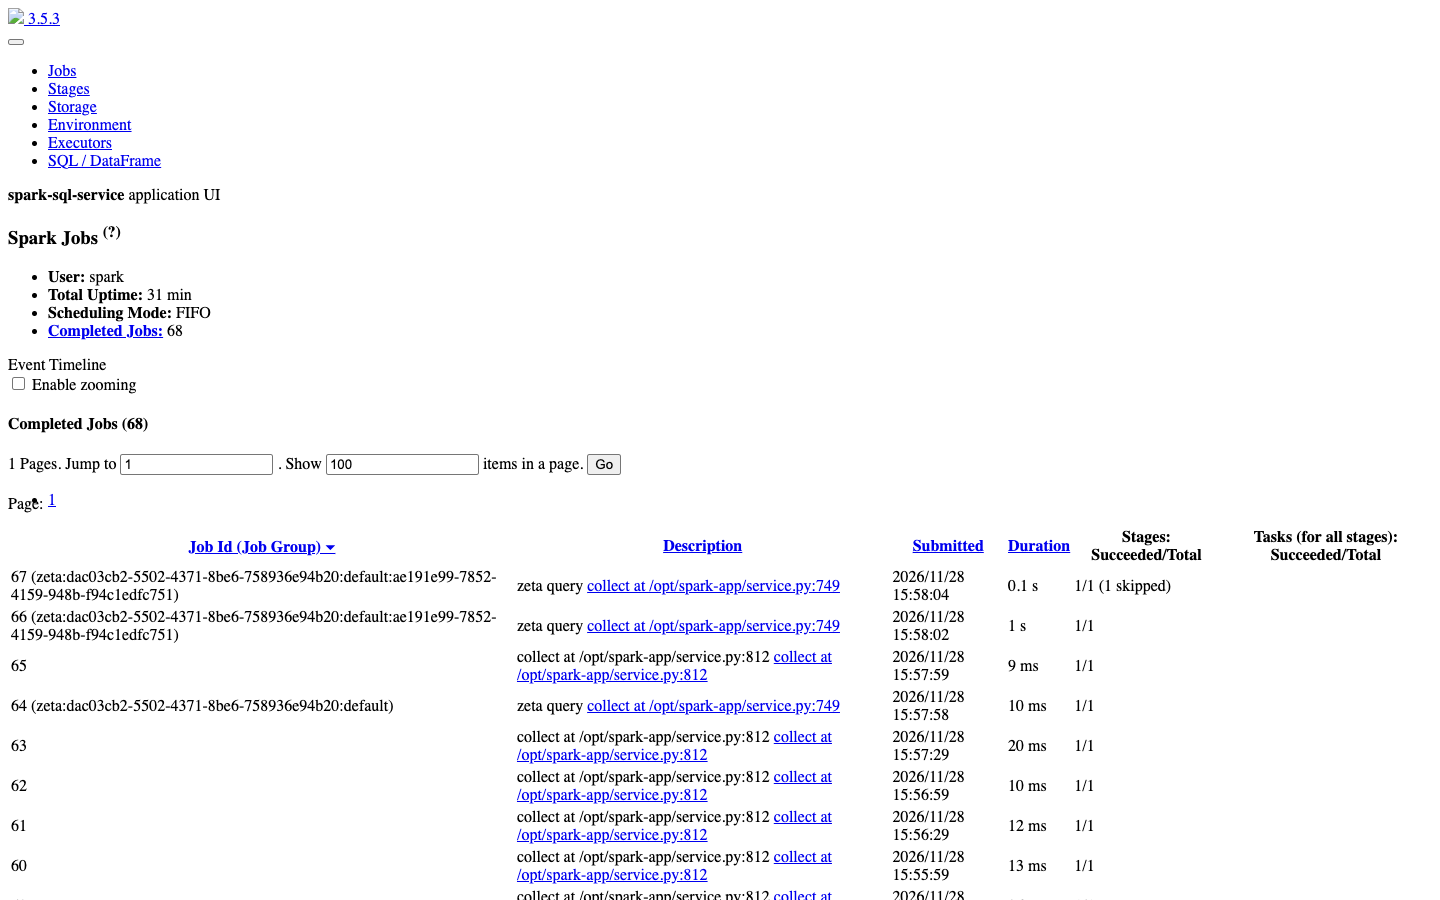 3.5.3
Jobs
Stages
Storage
Environment
Executors
SQL / DataFrame
spark-sql-service application UI
Spark Jobs (?)
User: spark
Total Uptime: 31 min
Scheduling Mode: FIFO
Completed Jobs: 68
Event Timeline
Enable zooming
Completed Jobs (68)
1 Pages. Jump to 1 . Show 100 items in a page. Go
Page: 1
Job Id (Job Group) Description Submitted Duration Stages: Succeeded/Total Tasks (for all stages): Succeeded/Total
67 (zeta:dac03cb2-5502-4371-8be6-758936e94b20:default:ae191e99-7852-
4159-948b-f94c1edfc751) zeta query collect at /opt/spark-app/service.py:749 2026/11/28 15:58:04 0.1 s 1/1 (1 skipped)
66 (zeta:dac03cb2-5502-4371-8be6-758936e94b20:default:ae191e99-7852-
4159-948b-f94c1edfc751) zeta query collect at /opt/spark-app/service.py:749 2026/11/28 15:58:02 1 s 1/1
65 collect at /opt/spark-app/service.py:812 collect at /opt/spark-app/service.py:812 2026/11/28 15:57:59 9 ms 1/1
64 (zeta:dac03cb2-5502-4371-8be6-758936e94b20:default) zeta query collect at /opt/spark-app/service.py:749 2026/11/28 15:57:58 10 ms 1/1
63 collect at /opt/spark-app/service.py:812 collect at /opt/spark-app/service.py:812 2026/11/28 15:57:29 20 ms 1/1
62 collect at /opt/spark-app/service.py:812 collect at /opt/spark-app/service.py:812 2026/11/28 15:56:59 10 ms 1/1
61 collect at /opt/spark-app/service.py:812 collect at /opt/spark-app/service.py:812 2026/11/28 15:56:29 12 ms 1/1
60 collect at /opt/spark-app/service.py:812 collect at /opt/spark-app/service.py:812 2026/11/28 15:55:59 13 ms 1/1
collect at /opt/spark-app/service.py:812 collect at 2026/11/28